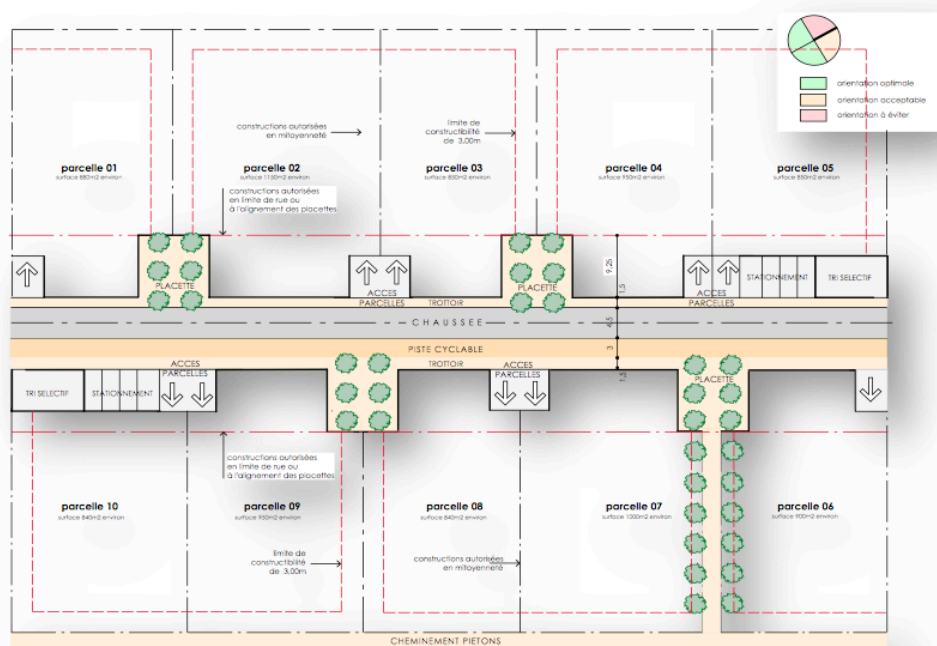 orientation optimale
orientation acceptable
orientation à éviter
constructions autorisées
en mitoyenneté
limite de
constructibilité
de 3,00m
parcelle 01
surface 880m2 environ
parcelle 02
surface 1150m2 environ
parcelle 03
surface 850m2 environ
parcelle 04
surface 950m2 environ
parcelle 05
surface 850m2 environ
constructions autorisées
en limite de rue ou
à l'alignement des placettes
PLACETTE
ACCES
PARCELLES
TROTTOIR
PLACETTE
9,25
1,5
ACCES
PARCELLES
STATIONNEMENT
TRI SELECTIF
CHAUSSEE
4,5
PISTE CYCLABLE
3
ACCES
PARCELLES
TROTTOIR
ACCES
PARCELLES
1,5
PLACETTE
TRI SELECTIF
STATIONNEMENT
constructions autorisées
en limite de rue ou
à l'alignement des placettes
parcelle 10
surface 840m2 environ
parcelle 09
surface 950m2 environ
parcelle 08
surface 840m2 environ
parcelle 07
surface 1000m2 environ
parcelle 06
surface 900m2 environ
limite de
constructibilité
de 3,00m
constructions autorisées
en mitoyenneté
CHEMINEMENT PIETONS